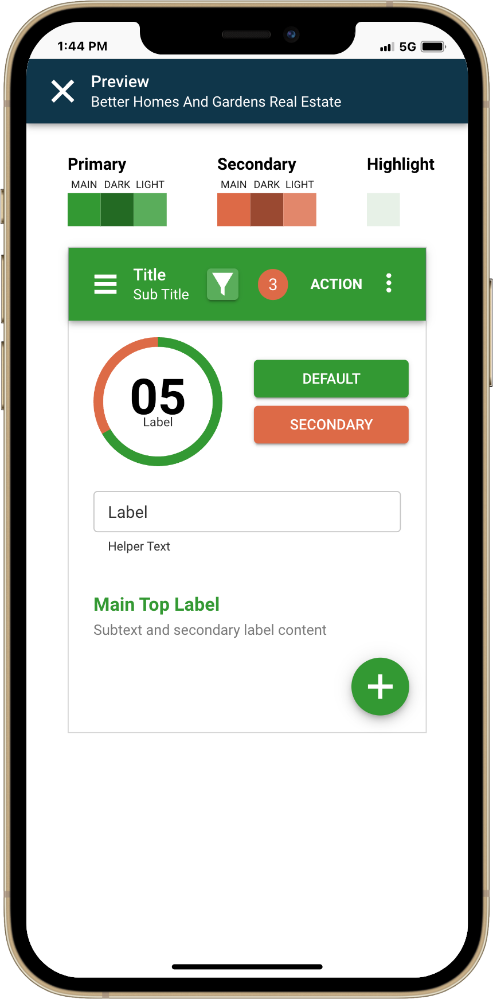 1:44 PM 5G
Preview
Better Homes And Gardens Real Estate
Primary Secondary Highlight
MAIN DARK LIGHT MAIN DARK LIGHT
Title
Sub Title
3
ACTION
05
Label
DEFAULT
SECONDARY
Label
Helper Text
Main Top Label
Subtext and secondary label content